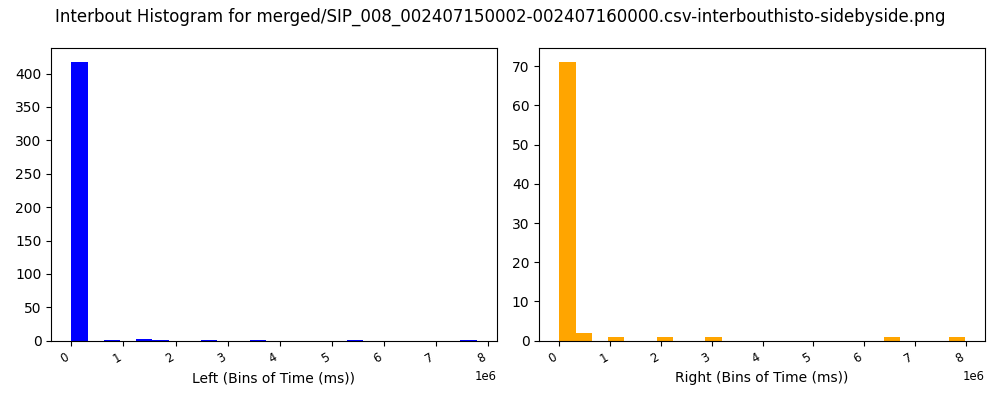 Interbout Histogram for merged/SIP_008_002407150002-002407160000.csv-interbouthisto-sidebyside.png
400
350
300
250
200
150
100
50
0
0 1 2 3 4 5 6 7 8
1e6
Left (Bins of Time (ms))
70
60
50
40
30
20
10
0
0 1 2 3 4 5 6 7 8
1e6
Right (Bins of Time (ms))